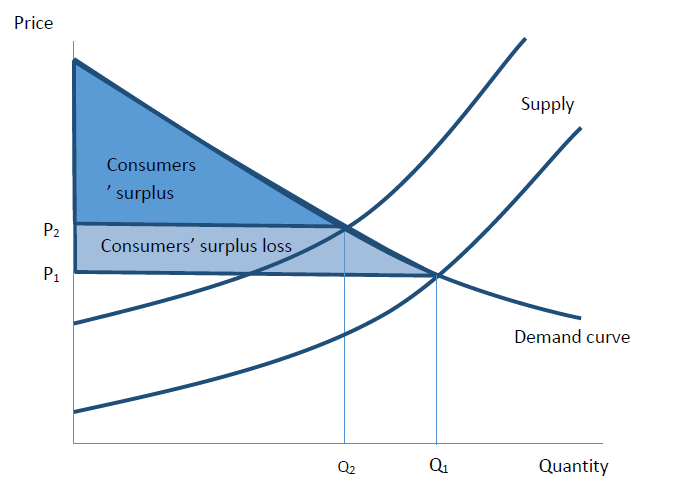 Price
Supply
Consumers
’ surplus
P2
Consumers’ surplus loss
P1
Demand curve
Q2
Q1
Quantity